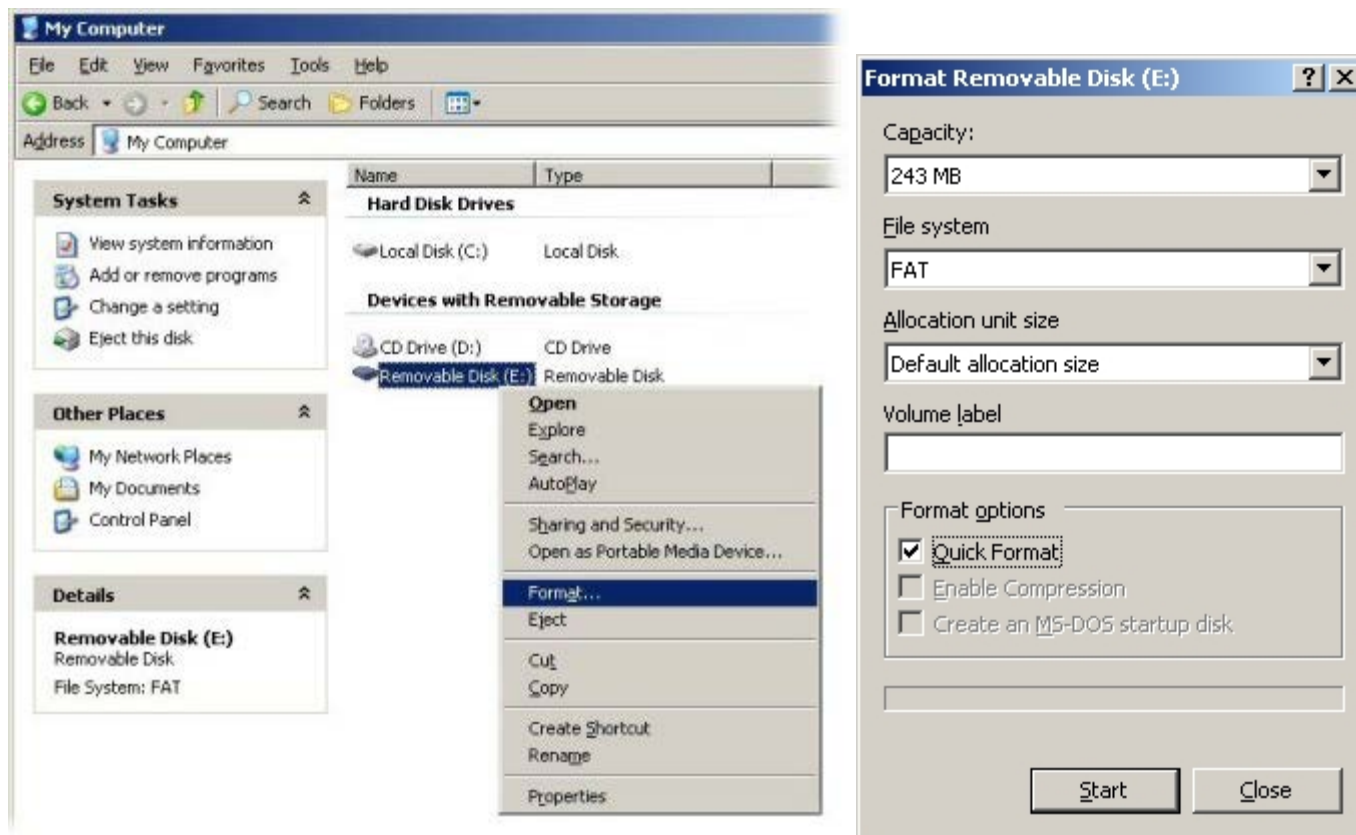 My Computer
File Edit View Favorites Tools Help
Back Search Folders
Address My Computer
Name Type
System Tasks
View system information
Add or remove programs
Change a setting
Eject this disk
Other Places
My Network Places
My Documents
Control Panel
Details
Removable Disk (E:)
Removable Disk
File System: FAT
Hard Disk Drives
Local Disk (C:) Local Disk
Devices with Removable Storage
CD Drive (D:) CD Drive
Removable Disk (E:) Removable Disk
Open
Explore
Search...
AutoPlay
Sharing and Security...
Open as Portable Media Device...
Format...
Eject
Cut
Copy
Create Shortcut
Rename
Properties
Format Removable Disk (E:)
Capacity:
243 MB
File system
FAT
Allocation unit size
Default allocation size
Volume label
Format options
Quick Format
Enable Compression
Create an MS-DOS startup disk
Start Close